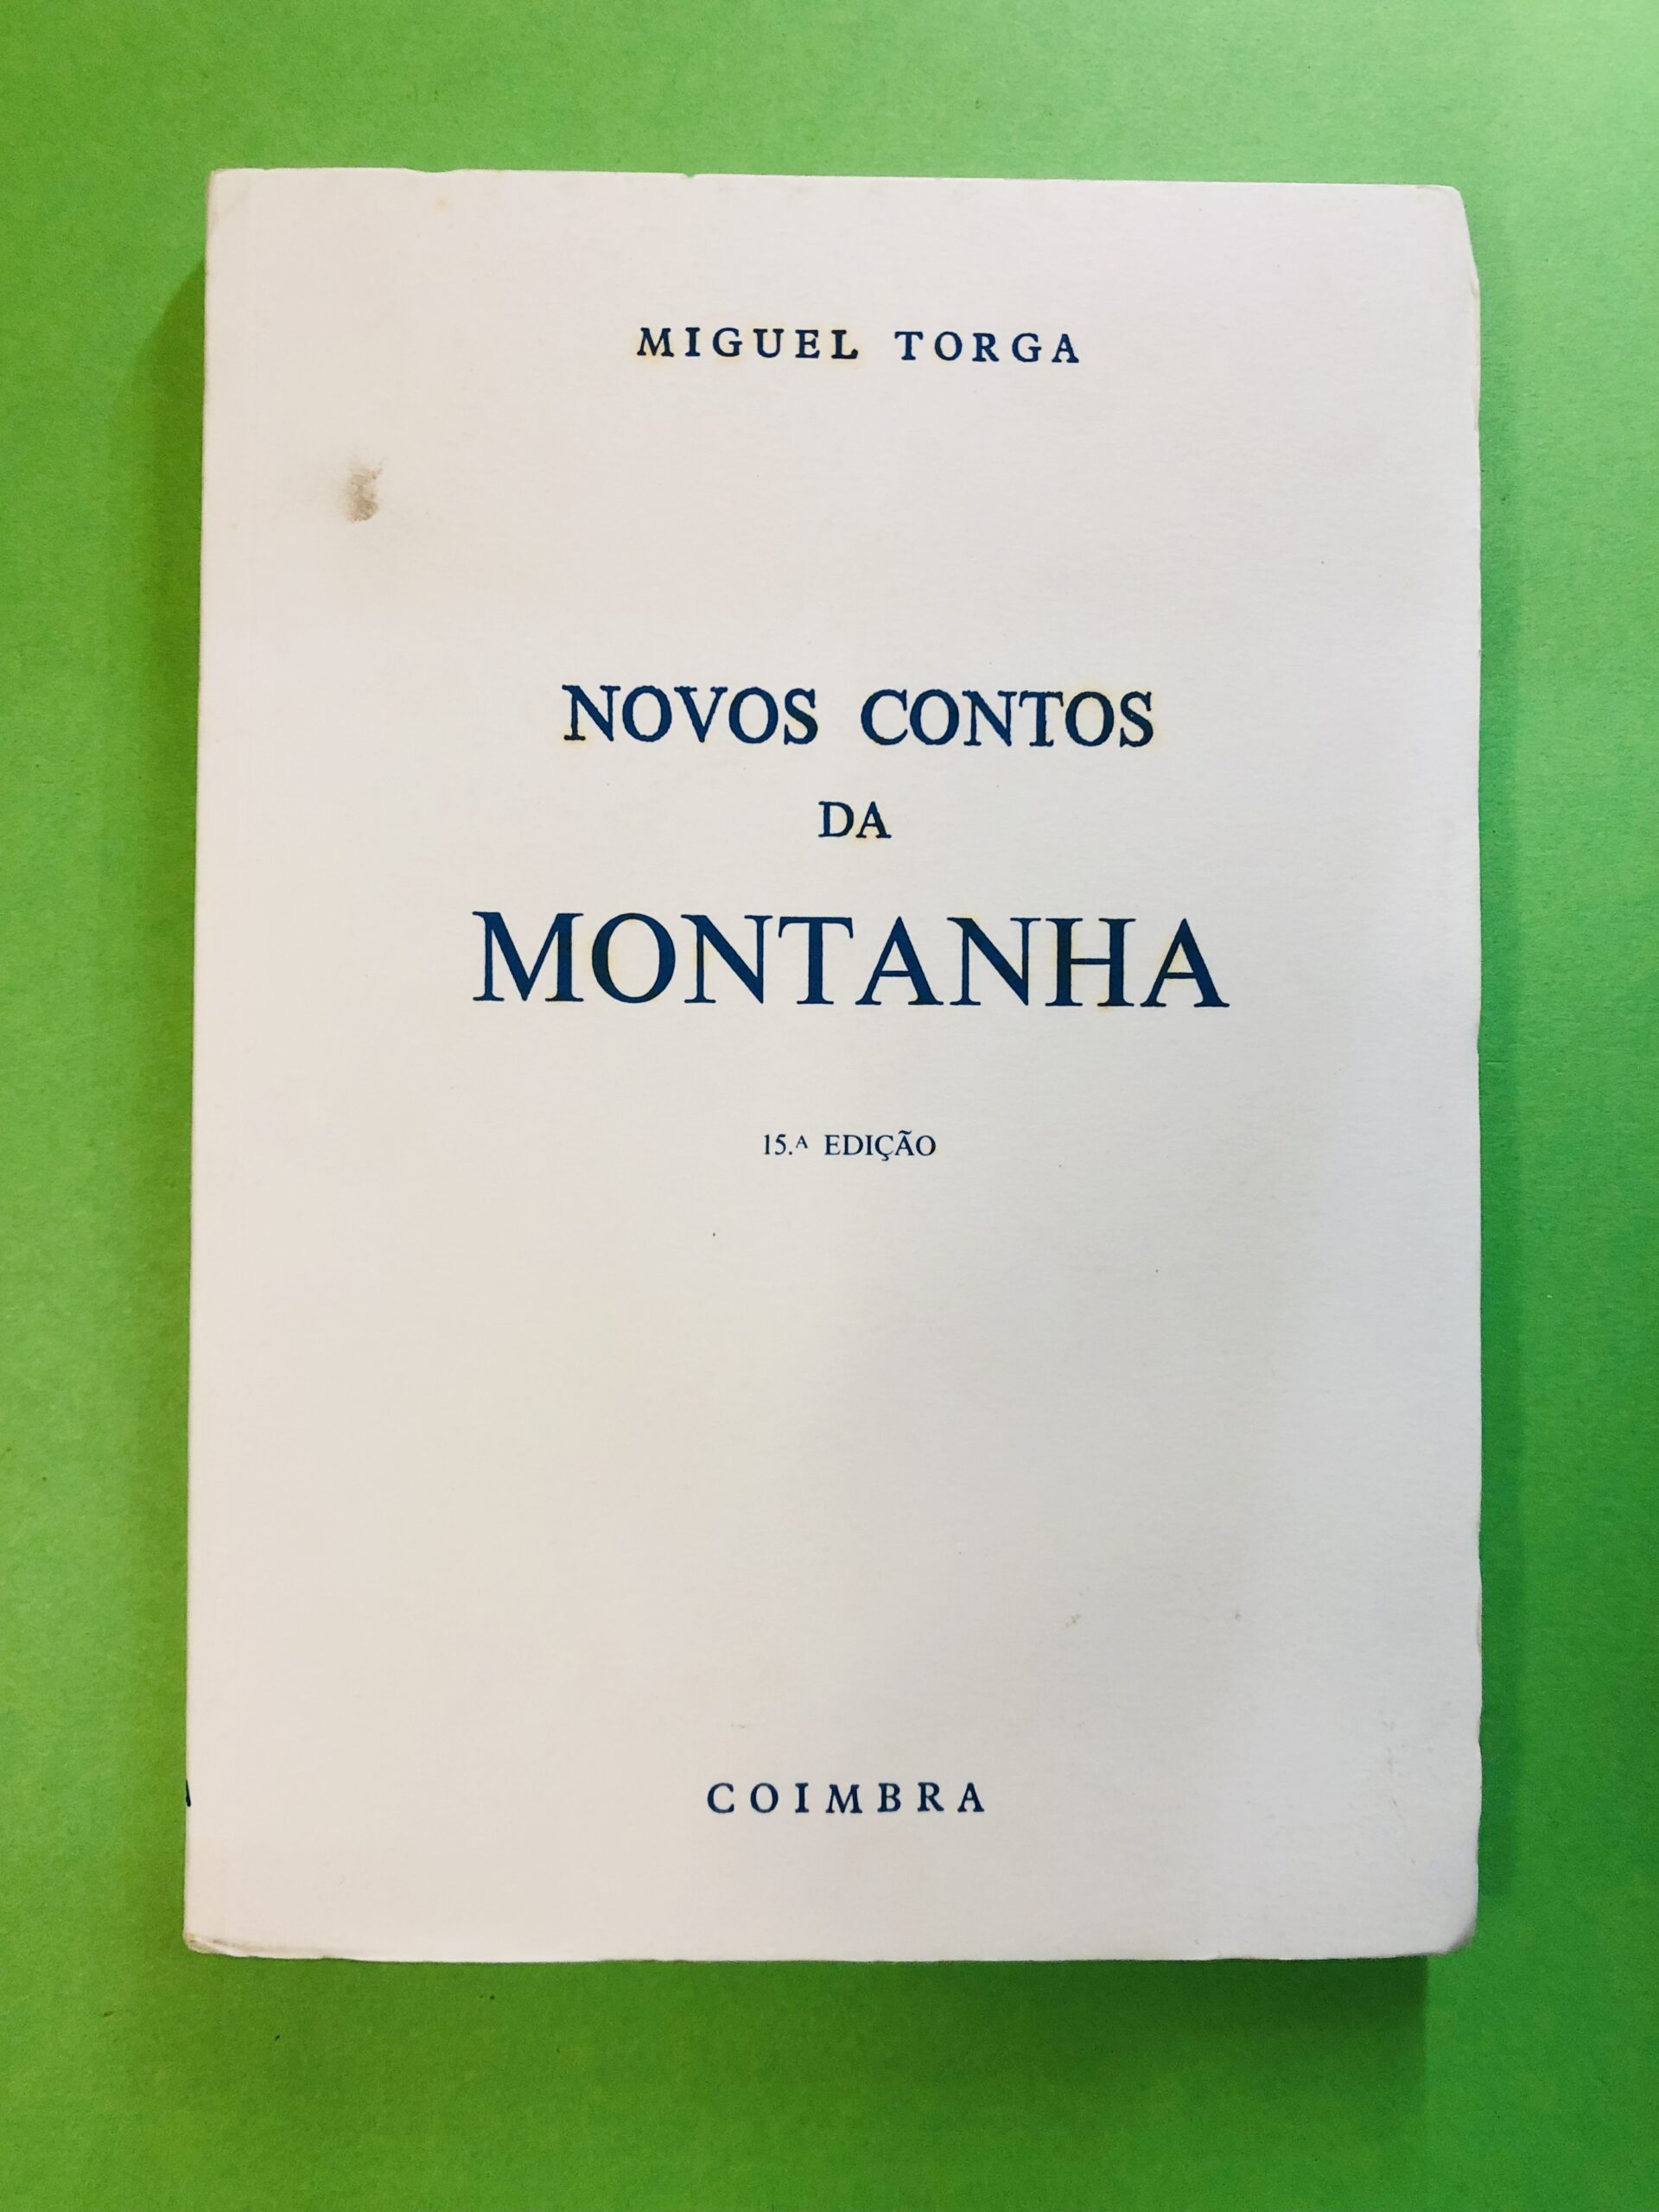 MIGUEL TORGA
NOVOS CONTOS
DA
MONTANHA
15.ᴬ EDIÇÃO
COIMBRA